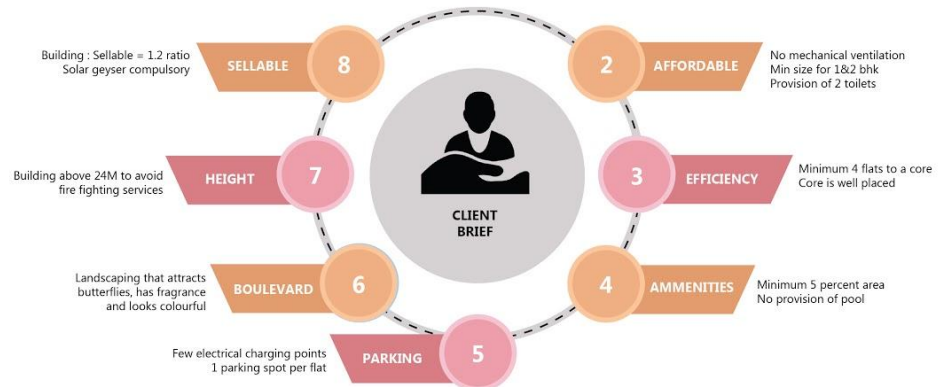 Building : Sellable = 1.2 ratio
Solar geyser compulsory
SELLABLE
8
2
AFFORDABLE
No mechanical ventilation
Min size for 1&2 bhk
Provision of 2 toilets
Building above 24M to avoid
fire fighting services
HEIGHT
7
CLIENT
BRIEF
3
EFFICIENCY
Minimum 4 flats to a core
Core is well placed
Landscaping that attracts
butterflies, has fragrance
and looks colourful
BOULEVARD
6
4
AMMENITIES
Minimum 5 percent area
No provision of pool
Few electrical charging points
1 parking spot per flat
PARKING
5